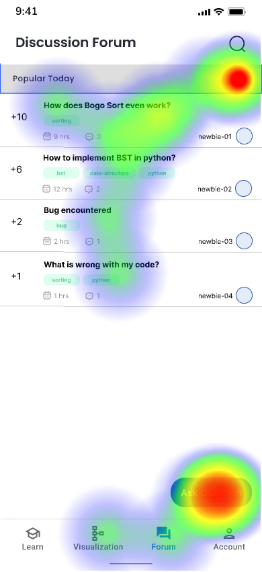 9:41
Discussion Forum
Popular Today
+10
How does Bogo Sort even work?
sorting
9 hrs
3
newbie-01
+6
How to implement BST in python?
bst
data-structure
python
12 hrs
2
newbie-02
+2
Bug encountered
bug
2 hrs
1
newbie-03
+1
What is wrong with my code?
sorting
python
1 hrs
1
newbie-04
Learn
Visualization
Forum
Account